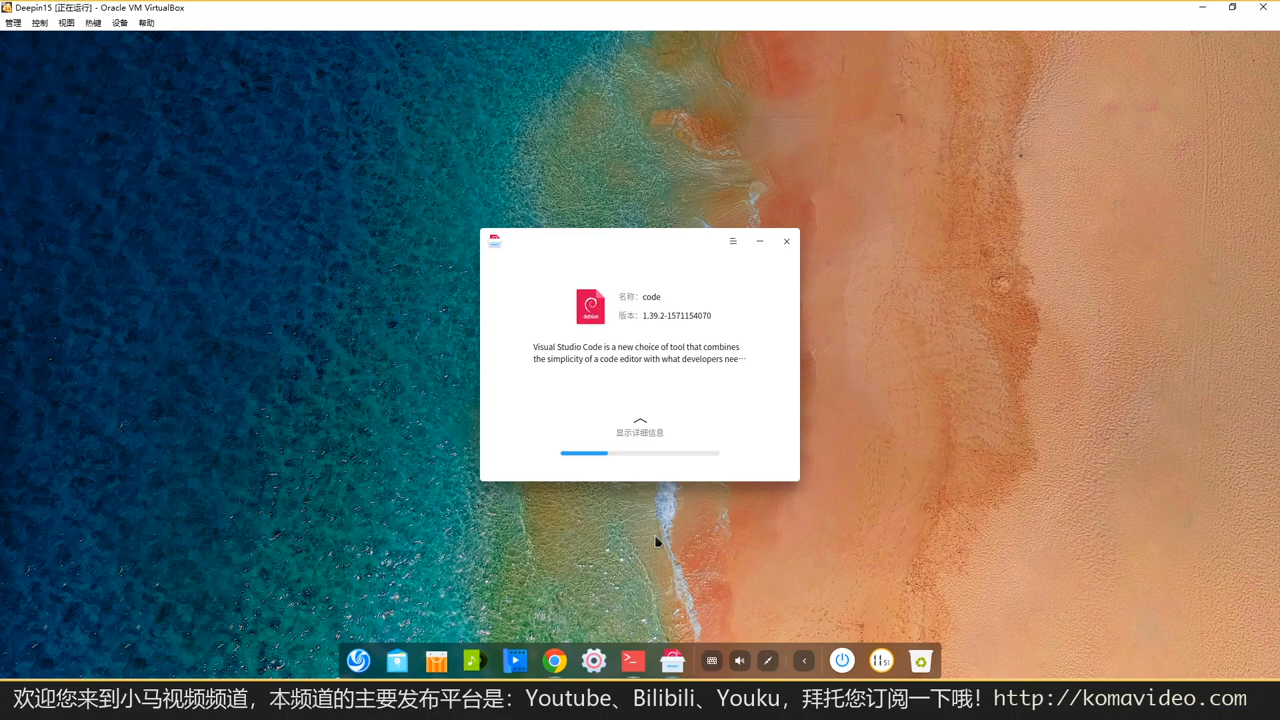 Deepin15 [正在运行] - Oracle VM VirtualBox
管理 控制 视图 热键 设备 帮助
debian
名称: code
版本: 1.39.2-1571154070
Visual Studio Code is a new choice of tool that combines
the simplicity of a code editor with what developers nee…
显示详细信息
欢迎您来到小马视频频道，本频道的主要发布平台是：Youtube、Bilibili、Youku，拜托您订阅一下哦！http://komavideo.com